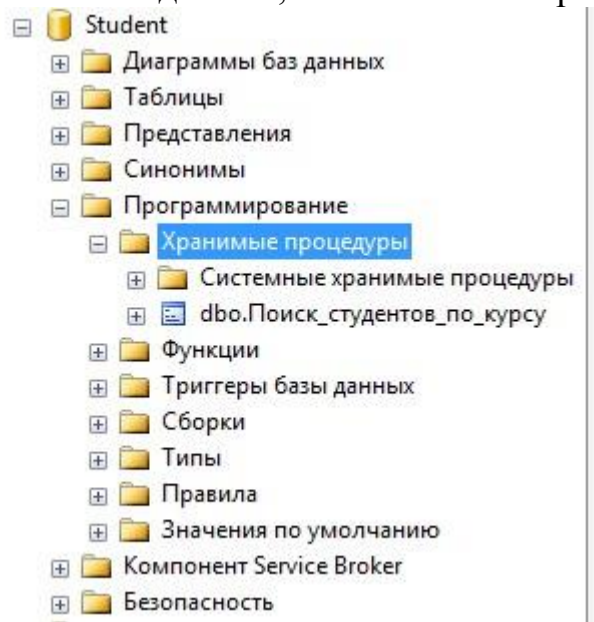 Student
Диаграммы баз данных
Таблицы
Представления
Синонимы
Программирование
Хранимые процедуры
Системные хранимые процедуры
dbo.Поиск_студентов_по_курсу
Функции
Триггеры базы данных
Сборки
Типы
Правила
Значения по умолчанию
Компонент Service Broker
Безопасность